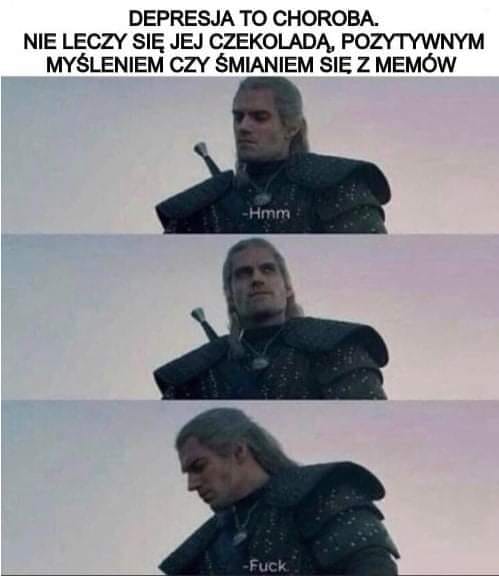 DEPRESJA TO CHOROBA.
NIE LECZY SIĘ JEJ CZEKOLADĄ, POZYTYWNYM
MYŚLENIEM CZY ŚMIANIEM SIĘ Z MEMÓW
-Hmm
-Fuck.